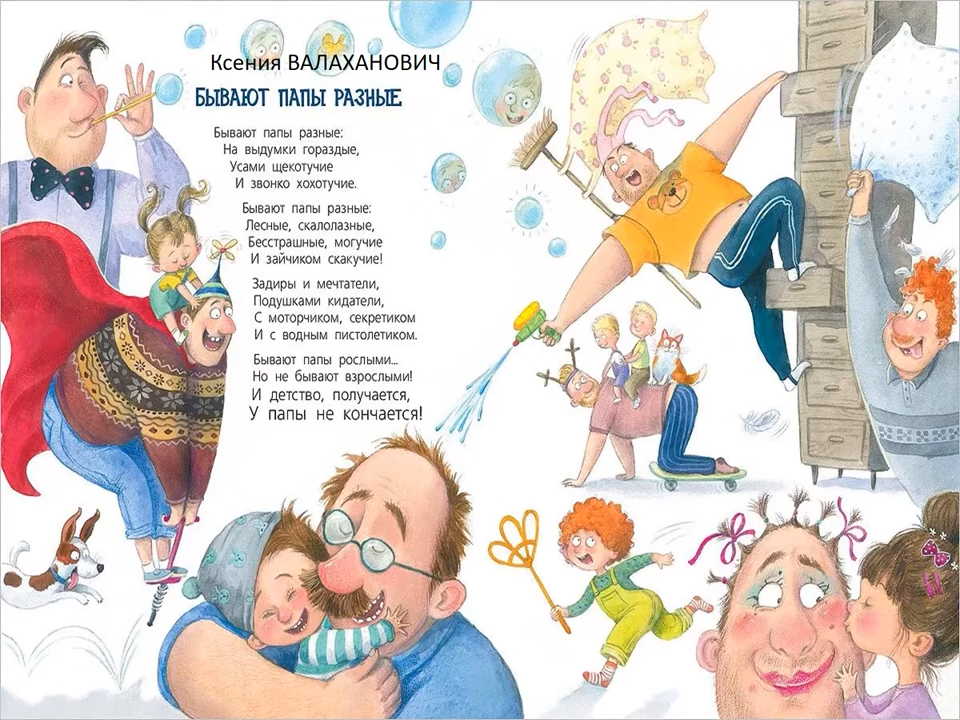 Ксения ВАЛАХАНОВИЧ
БЫВАЮТ ПАПЫ РАЗНЫЕ
Бывают папы разные:
На выдумки гораздые,
Усами щекотучие
И звонко хохотучие.
Бывают папы разные:
Лесные, скалолазные,
Бесстрашные, могучие
И зайчиком скакучие!
Задиры и мечтатели,
Подушками кидатели,
С моторчиком, секретиком
И с водным пистолетиком.
Бывают папы рослыми...
Но не бывают взрослыми!
И детство, получается,
У папы не кончается!